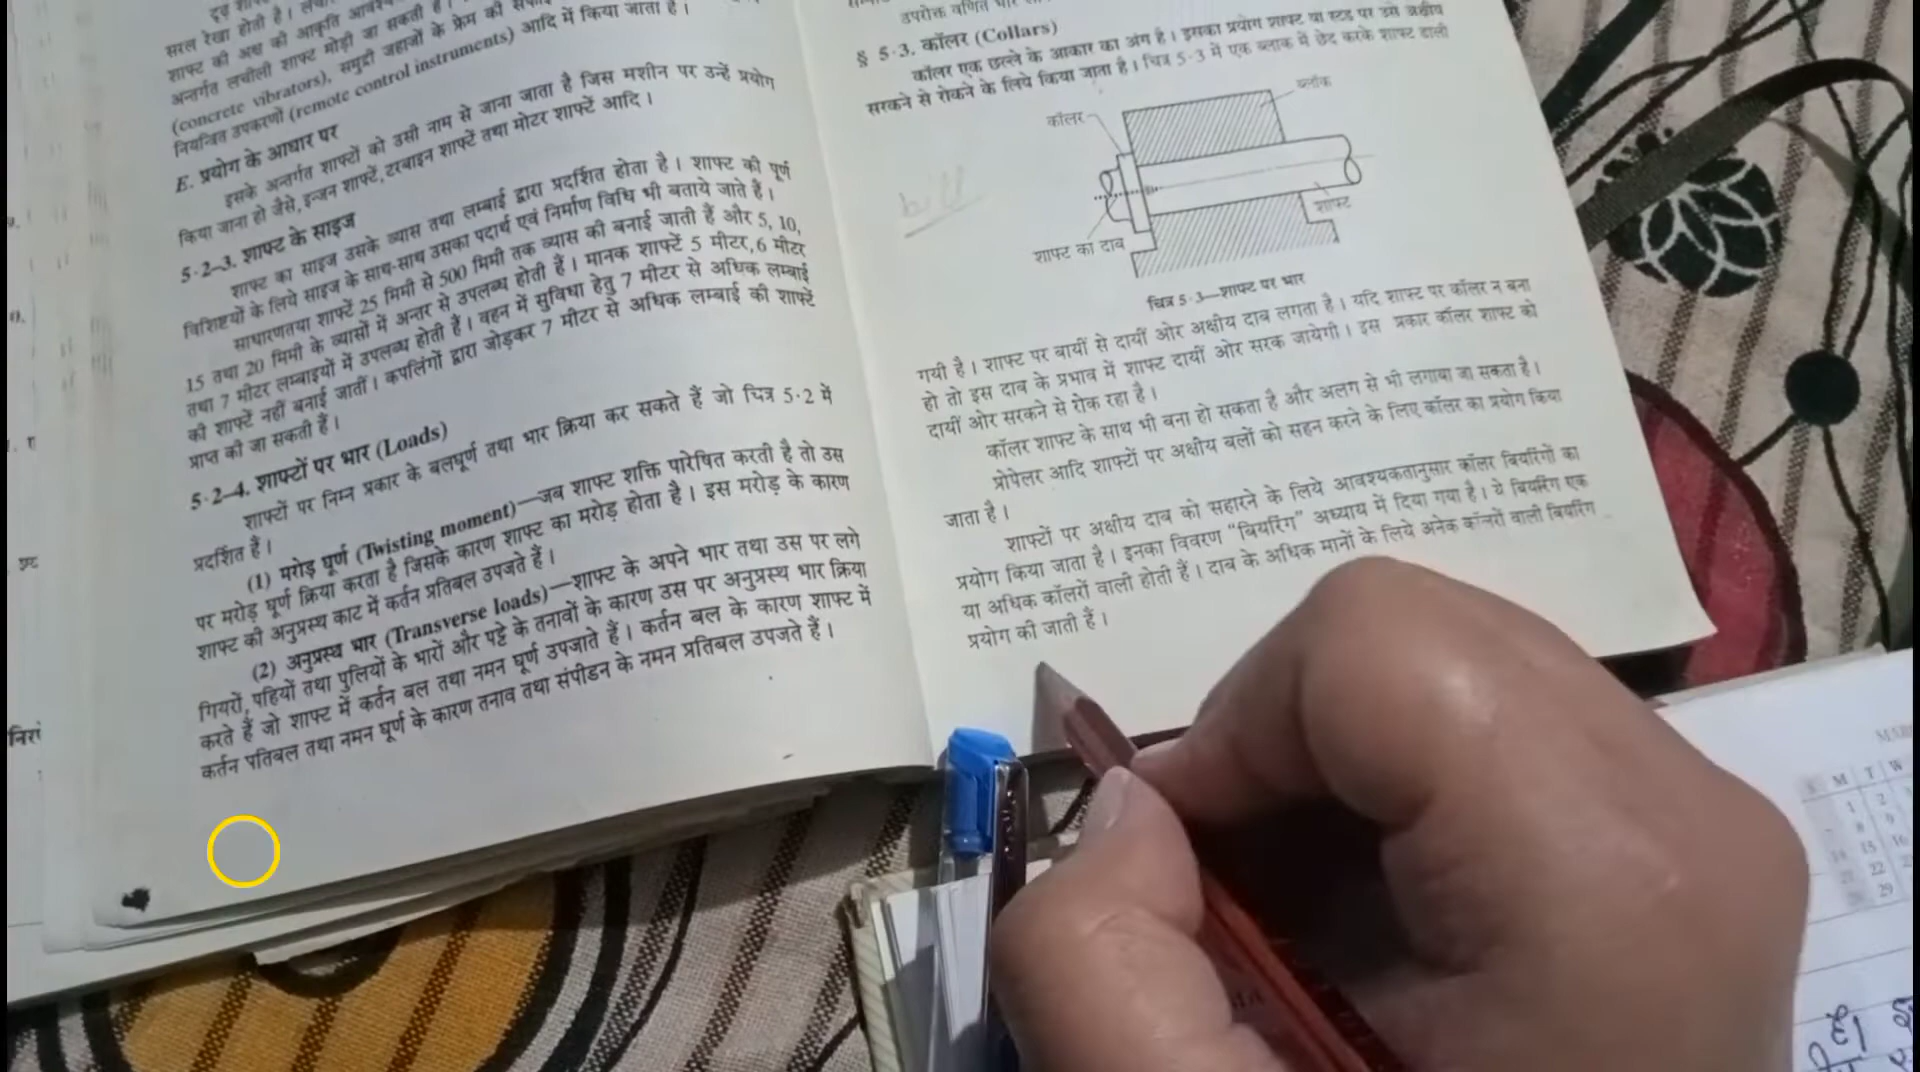 सरल रेखा होती है।
शाफ्ट की अक्ष की आकृति
अन्तर्गत लचीली शाफ्ट मोड़ी जा सकती हैं।
(concrete vibrators), समुद्री जहाजों के फ्रेम की
नियन्त्रित उपकरणों (remote control instruments) आदि में किया जाता है।
E. प्रयोग के आधार पर
इसके अन्तर्गत शाफ्टों को उसी नाम से जाना जाता है जिस मशीन पर उन्हें प्रयोग
किया जाना हो जैसे, इन्जन शाफ्टें, टरबाइन शाफ्टें तथा मोटर शाफ्टें आदि।
5·2–3. शाफ्ट के साइज
शाफ्ट का साइज उसके व्यास तथा लम्बाई द्वारा प्रदर्शित होता है। शाफ्ट की पूर्ण
विशिष्टियों के लिये साइज के साथ-साथ उसका पदार्थ एवं निर्माण विधि भी बताये जाते हैं।
साधारणतया शाफ्टें 25 मिमी से 500 मिमी तक व्यास की बनाई जाती हैं और 5, 10,
15 तथा 20 मिमी के व्यासों में अन्तर से उपलब्ध होती हैं। मानक शाफ्टें 5 मीटर, 6 मीटर
तथा 7 मीटर लम्बाइयों में उपलब्ध होती हैं। वहन में सुविधा हेतु 7 मीटर से अधिक लम्बाई
की शाफ्टें नहीं बनाई जातीं। कपलिंगों द्वारा जोड़कर 7 मीटर से अधिक लम्बाई की शाफ्टें
प्राप्त की जा सकती हैं।
5·2–4. शाफ्टों पर भार (Loads)
शाफ्टों पर निम्न प्रकार के बलघूर्ण तथा भार क्रिया कर सकते हैं जो चित्र 5·2 में
प्रदर्शित हैं।
(1) मरोड़ घूर्ण (Twisting moment)—जब शाफ्ट शक्ति पारेषित करती है तो उस
पर मरोड़ घूर्ण क्रिया करता है जिसके कारण शाफ्ट का मरोड़ होता है। इस मरोड़ के कारण
शाफ्ट की अनुप्रस्थ काट में कर्तन प्रतिबल उपजते हैं।
(2) अनुप्रस्थ भार (Transverse loads)—शाफ्ट के अपने भार तथा उस पर लगे
गियरों, पहियों तथा पुलियों के भारों और पट्टे के तनावों के कारण उस पर अनुप्रस्थ भार क्रिया
करते हैं जो शाफ्ट में कर्तन बल तथा नमन घूर्ण उपजाते हैं। कर्तन बल के कारण शाफ्ट में
कर्तन प्रतिबल तथा नमन घूर्ण के कारण तनाव तथा संपीडन के नमन प्रतिबल उपजते हैं।
उपरोक्त वर्णित भार
§ 5·3. कॉलर (Collars)
कॉलर एक छल्ले के आकार का अंग है। इसका प्रयोग शाफ्ट या स्टड पर उसे अक्षीय
सरकने से रोकने के लिये किया जाता है। चित्र 5·3 में एक ब्लाक में छेद करके शाफ्ट डाली
ब्लॉक
कॉलर
शाफ्ट
शाफ्ट का दाब
चित्र 5·3—शाफ्ट पर भार
गयी है। शाफ्ट पर बायीं से दायीं ओर अक्षीय दाब लगता है। यदि शाफ्ट पर कॉलर न बना
हो तो इस दाब के प्रभाव में शाफ्ट दायीं ओर सरक जायेगी। इस प्रकार कॉलर शाफ्ट को
दायीं ओर सरकने से रोक रहा है।
कॉलर शाफ्ट के साथ भी बना हो सकता है और अलग से भी लगाया जा सकता है।
प्रोपेलर आदि शाफ्टों पर अक्षीय बलों को सहन करने के लिए कॉलर का प्रयोग किया
जाता है।
शाफ्टों पर अक्षीय दाब को सहारने के लिये आवश्यकतानुसार कॉलर बियरिंगों का
प्रयोग किया जाता है। इनका विवरण “बियरिंग” अध्याय में दिया गया है। ये बियरिंग एक
या अधिक कॉलरों वाली होती हैं। दाब के अधिक मानों के लिये अनेक कॉलरों वाली बियरिंग
प्रयोग की जाती हैं।
M T W
1 2
8 9
14 15 16
22
29
है।